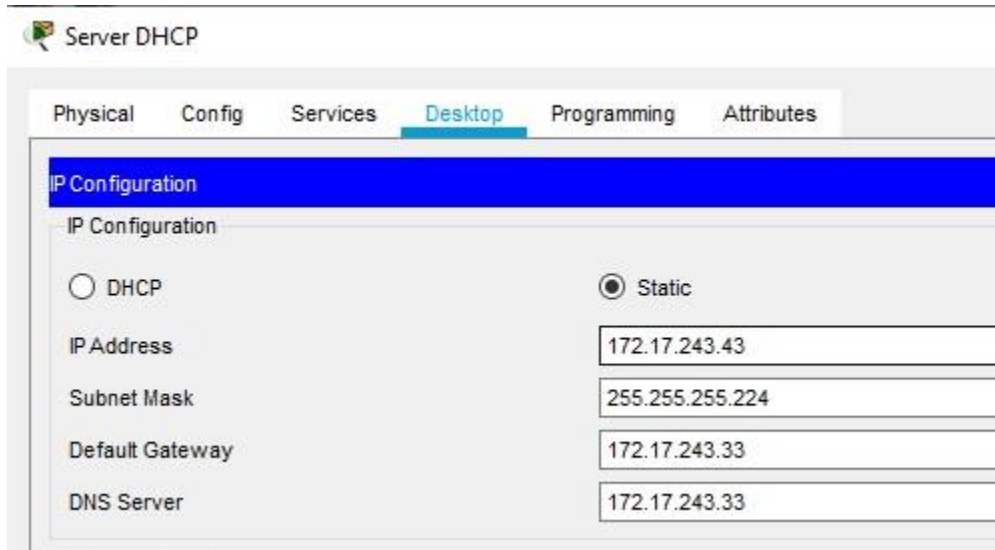 Server DHCP
Physical Config Services Desktop Programming Attributes
IP Configuration
IP Configuration
DHCP Static
IP Address 172.17.243.43
Subnet Mask 255.255.255.224
Default Gateway 172.17.243.33
DNS Server 172.17.243.33